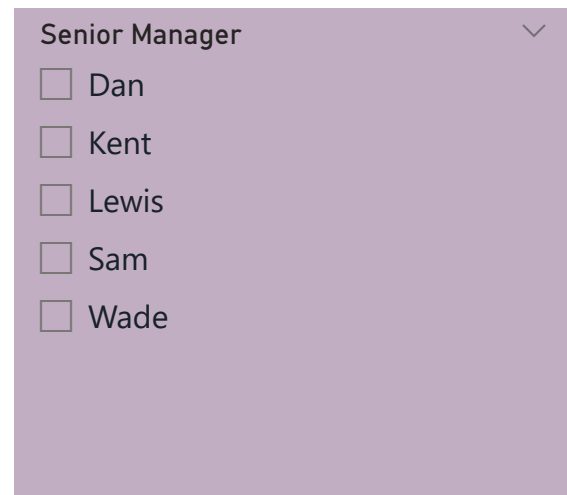 Senior Manager
Dan
Kent
Lewis
Sam
Wade